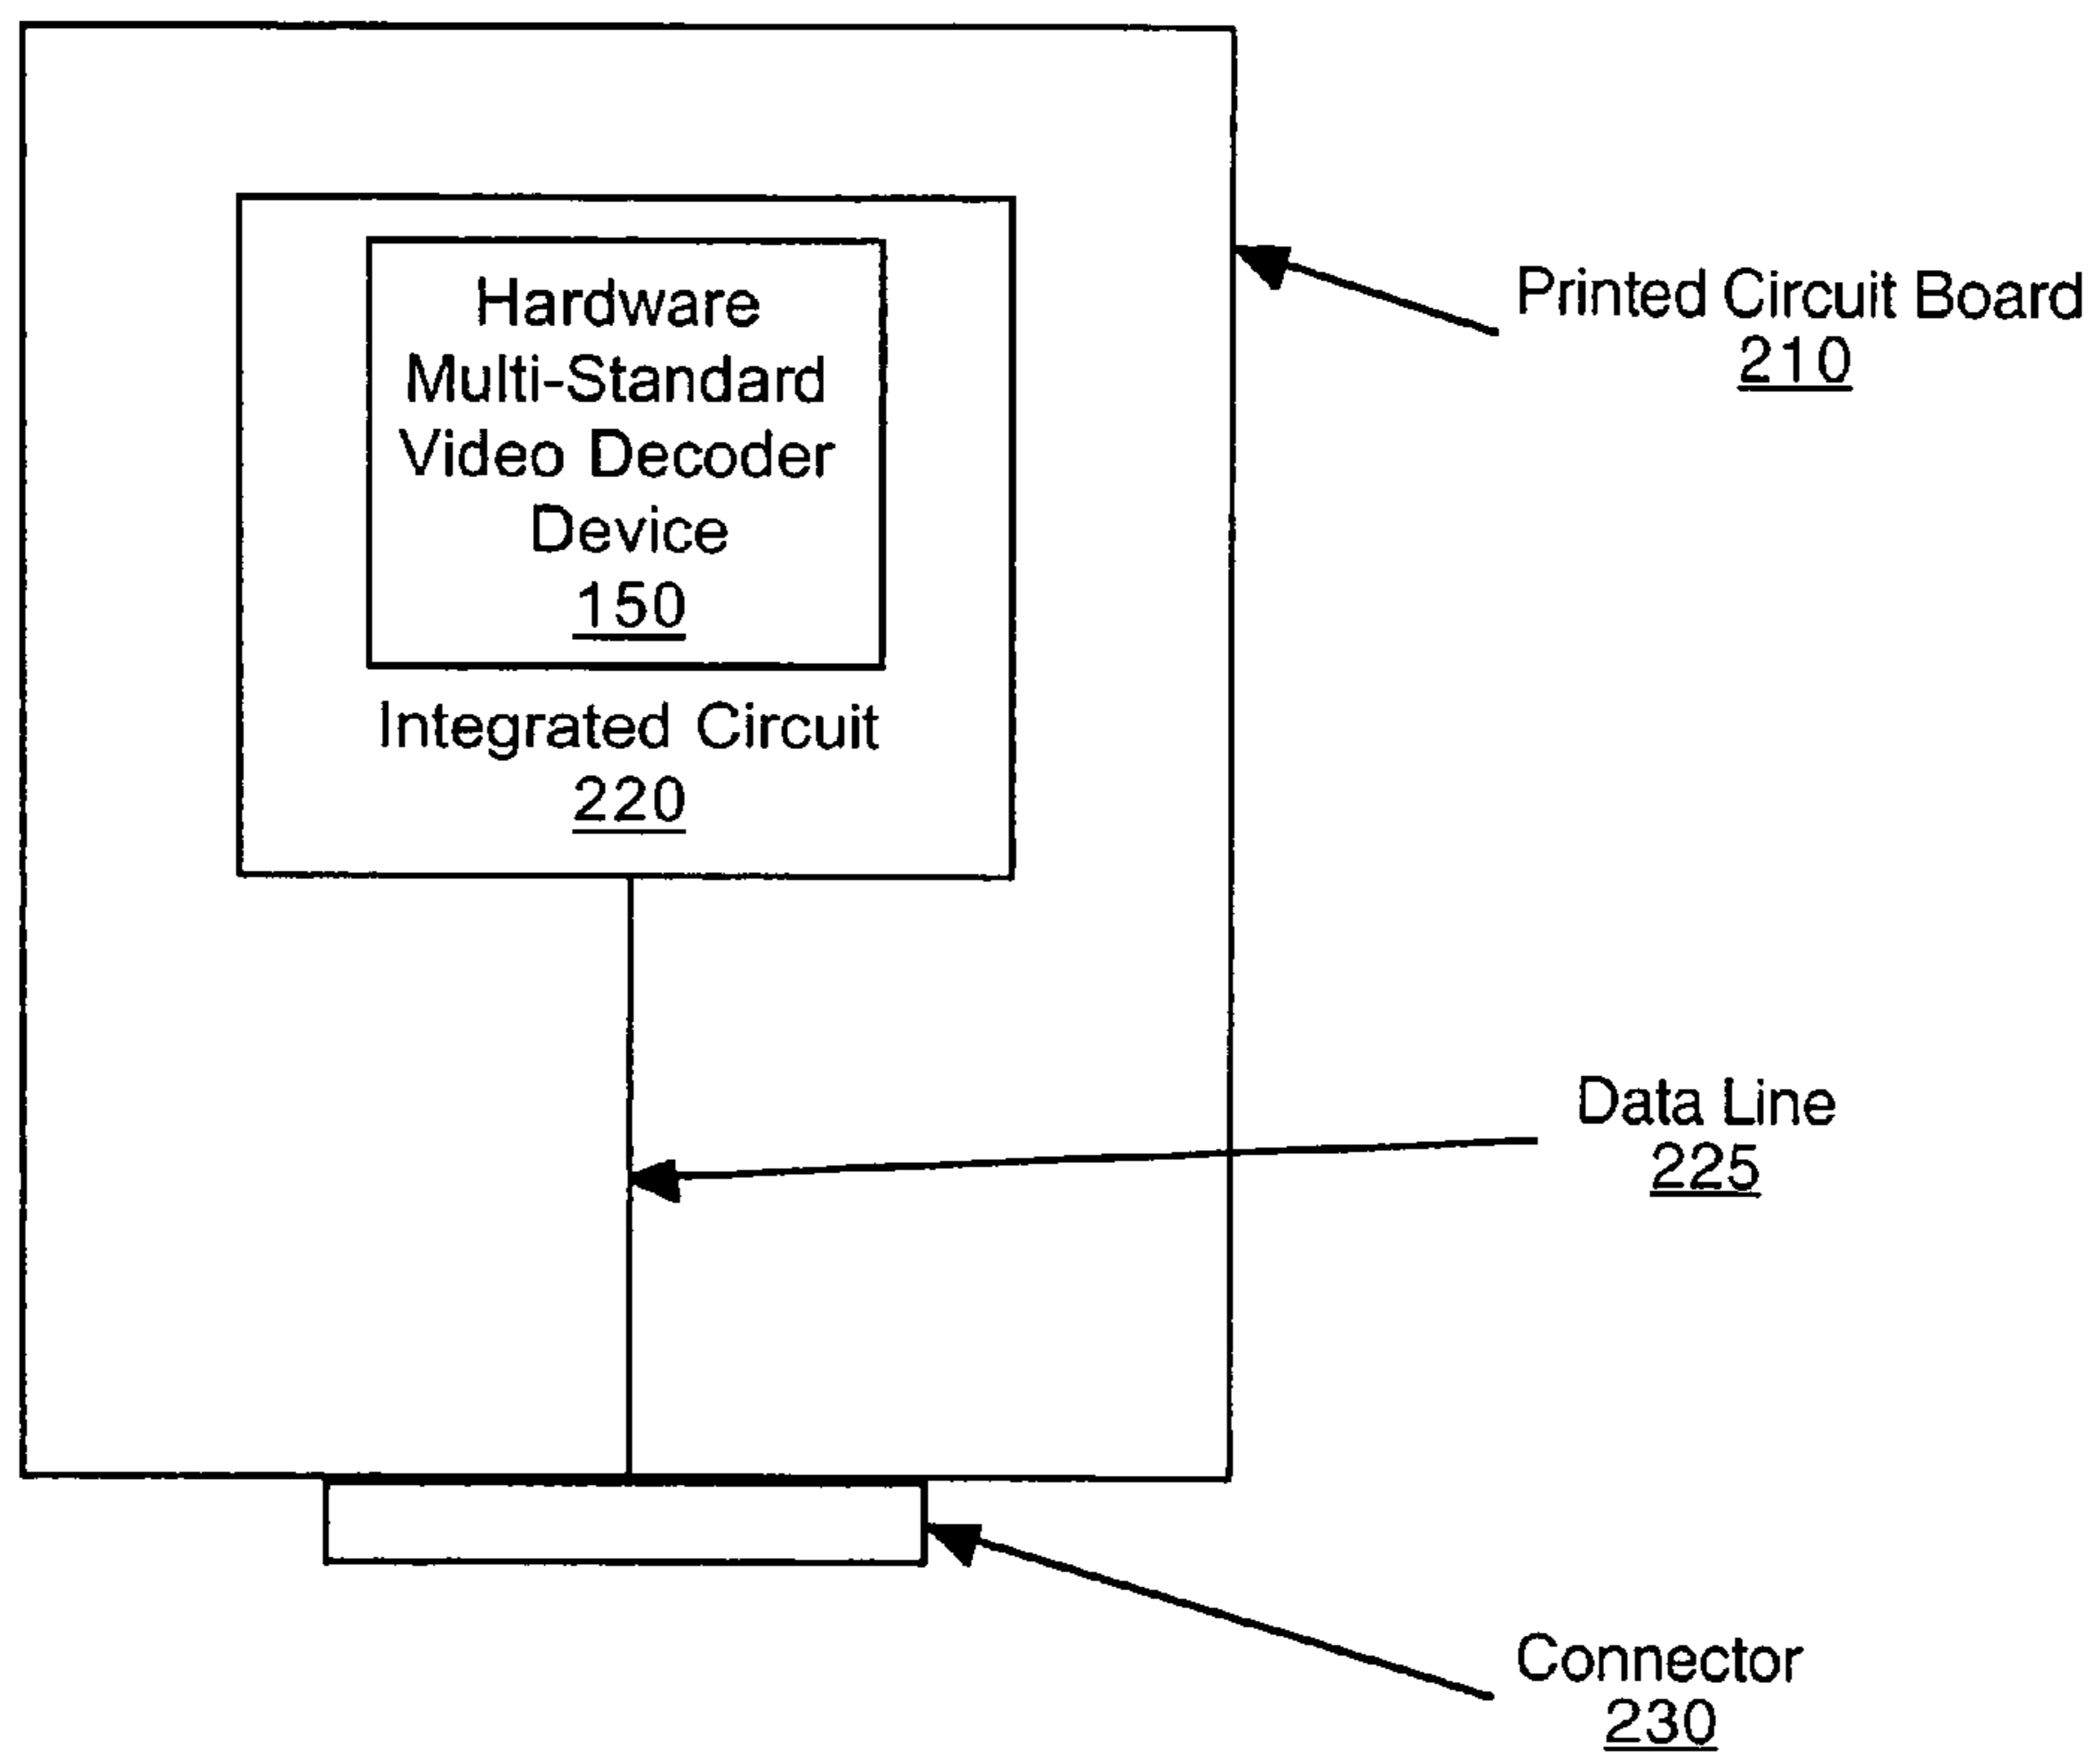 Hardware
Multi-Standard
Video Decoder
Device
150
Integrated Circuit
220
Printed Circuit Board
210
Data Line
225
Connector
230